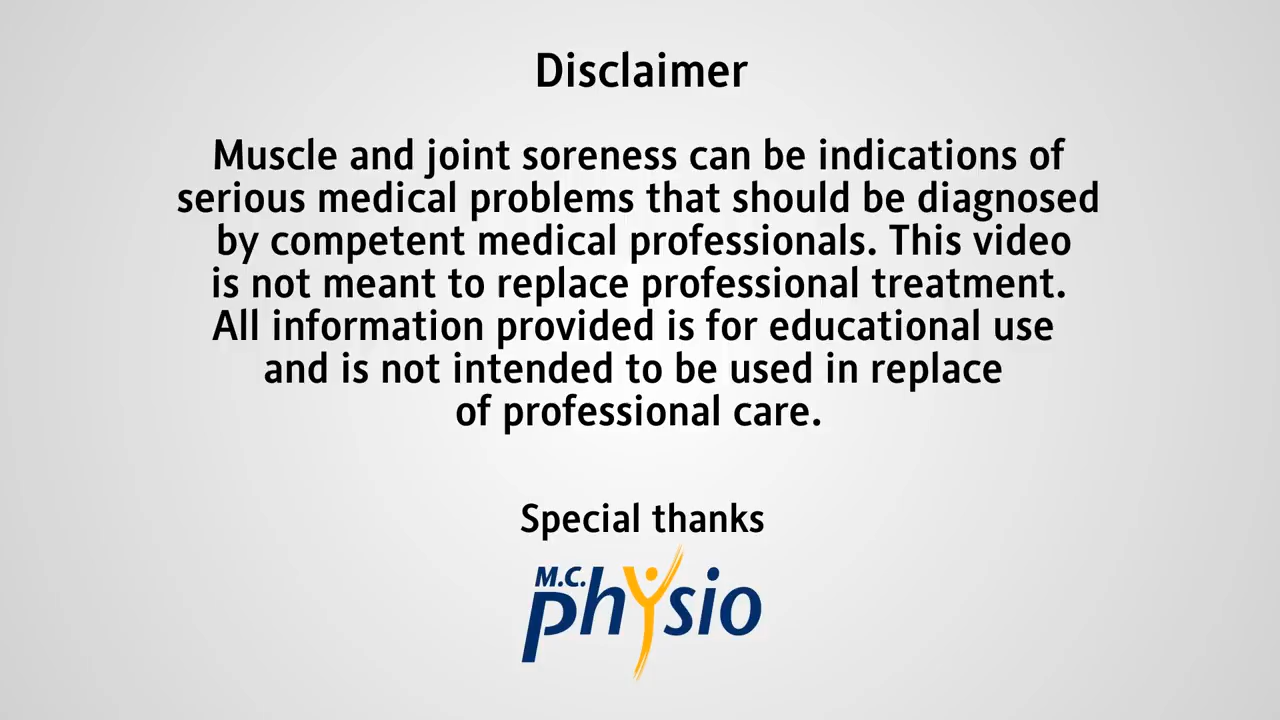 Disclaimer
Muscle and joint soreness can be indications of
serious medical problems that should be diagnosed
by competent medical professionals. This video
is not meant to replace professional treatment.
All information provided is for educational use
and is not intended to be used in replace
of professional care.
Special thanks
M.C.
physio